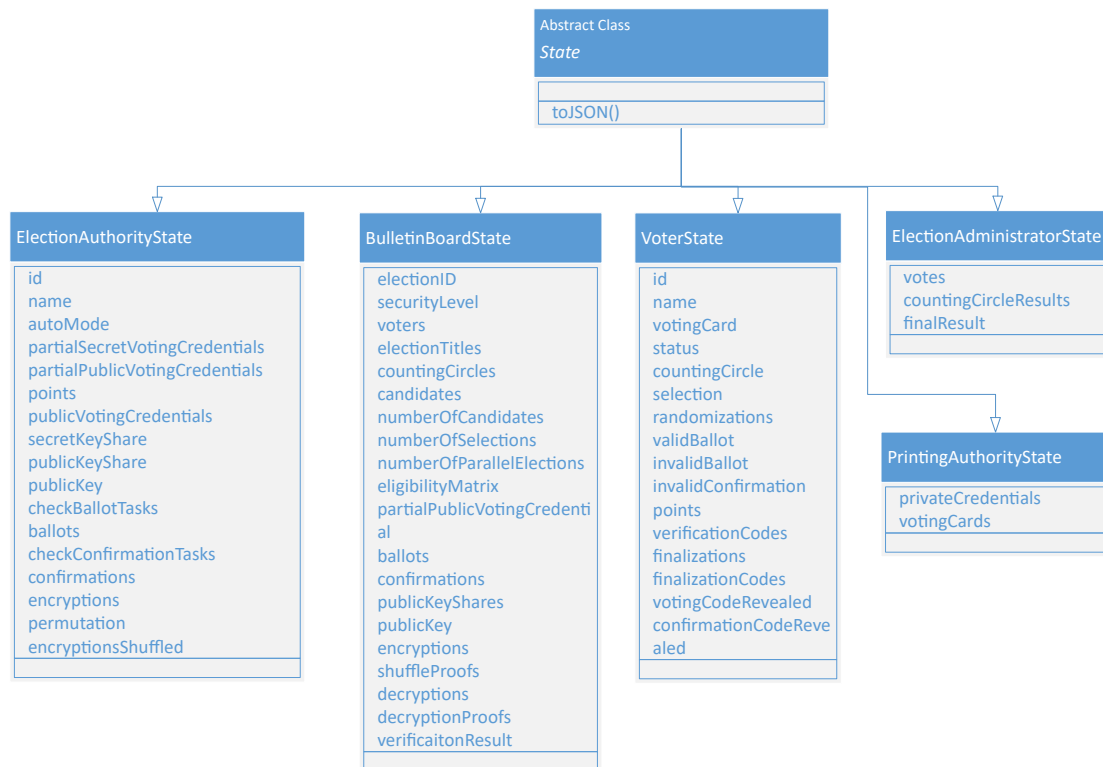 Abstract Class
State
toJSON()
ElectionAuthorityState
id
name
autoMode
partialSecretVotingCredentials
partialPublicVotingCredentials
points
publicVotingCredentials
secretKeyShare
publicKeyShare
publicKey
checkBallotTasks
ballots
checkConfirmationTasks
confirmations
encryptions
permutation
encryptionsShuffled
BulletinBoardState
electionID
securityLevel
voters
electionTitles
countingCircles
candidates
numberOfCandidates
numberOfSelections
numberOfParallelElections
eligibilityMatrix
partialPublicVotingCredenti
al
ballots
confirmations
publicKeyShares
publicKey
encryptions
shuffleProofs
decryptions
decryptionProofs
verificaitonResult
VoterState
id
name
votingCard
status
countingCircle
selection
randomizations
validBallot
invalidBallot
invalidConfirmation
points
verificationCodes
finalizations
finalizationCodes
votingCodeRevealed
confirmationCodeReve
aled
ElectionAdministratorState
votes
countingCircleResults
finalResult
PrintingAuthorityState
privateCredentials
votingCards